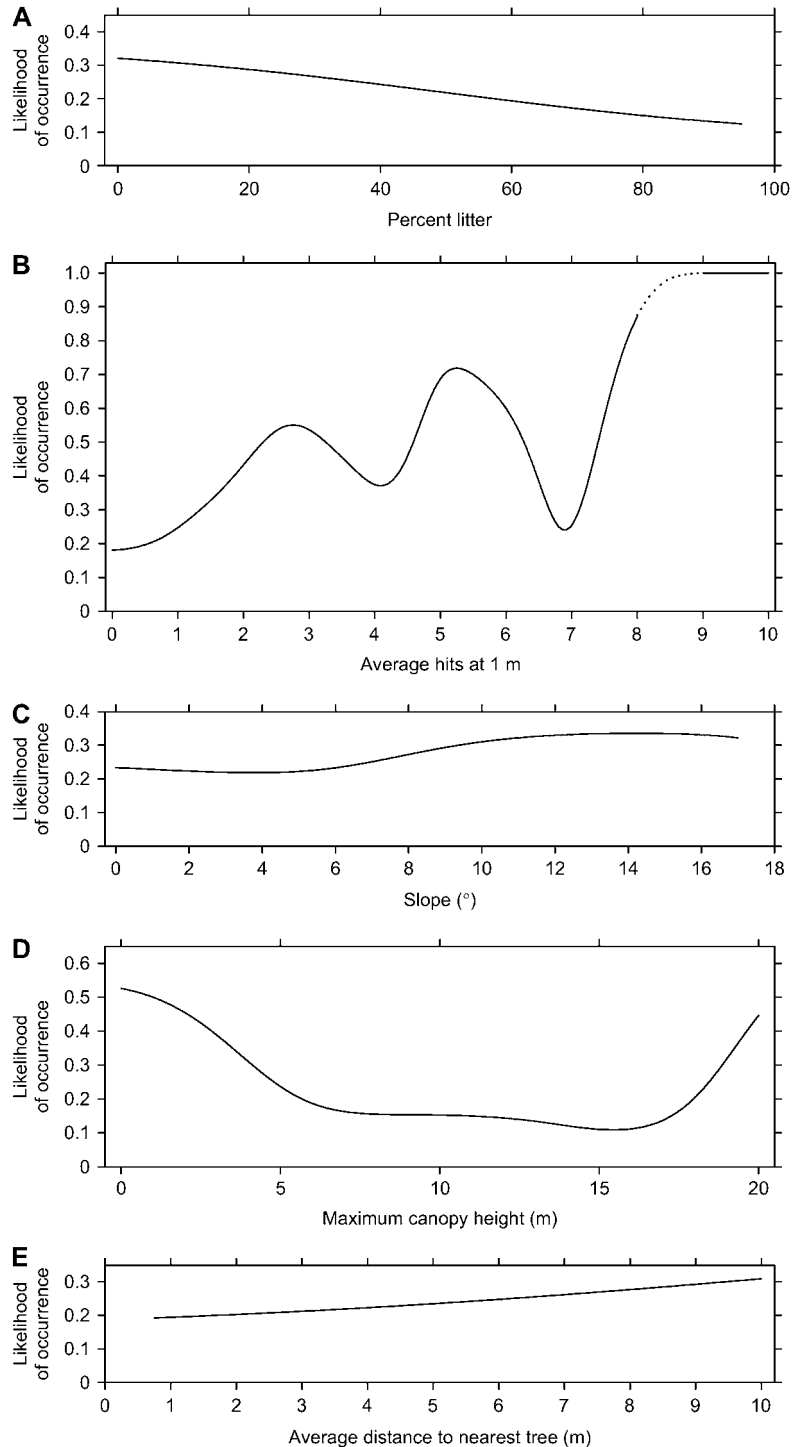 A
Likelihood
of occurrence
0.4
0.3
0.2
0.1
0
0 20 40 60 80 100
Percent litter
B
Likelihood
of occurrence
1.0
0.9
0.8
0.7
0.6
0.5
0.4
0.3
0.2
0.1
0
0 1 2 3 4 5 6 7 8 9 10
Average hits at 1 m
C
Likelihood
of occurrence
0.4
0.3
0.2
0.1
0
0 2 4 6 8 10 12 14 16 18
Slope (°)
D
Likelihood
of occurrence
0.6
0.5
0.4
0.3
0.2
0.1
0
0 5 10 15 20
Maximum canopy height (m)
E
Likelihood
of occurrence
0.3
0.2
0.1
0
0 1 2 3 4 5 6 7 8 9 10
Average distance to nearest tree (m)